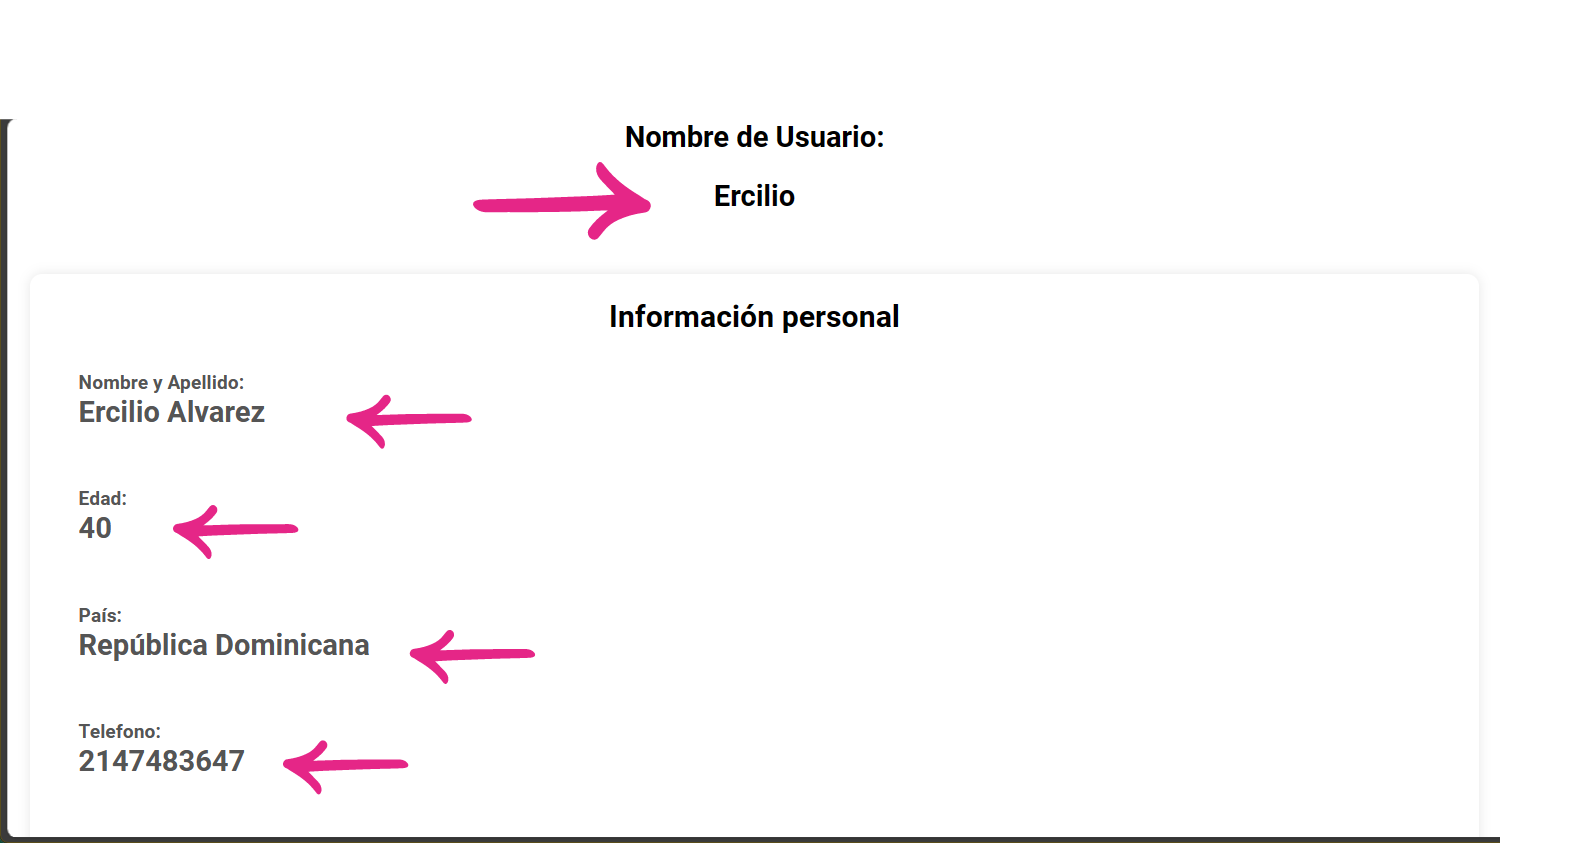 Nombre de Usuario:
Ercilio
Información personal
Nombre y Apellido:
Ercilio Alvarez
Edad:
40
País:
República Dominicana
Telefono:
2147483647